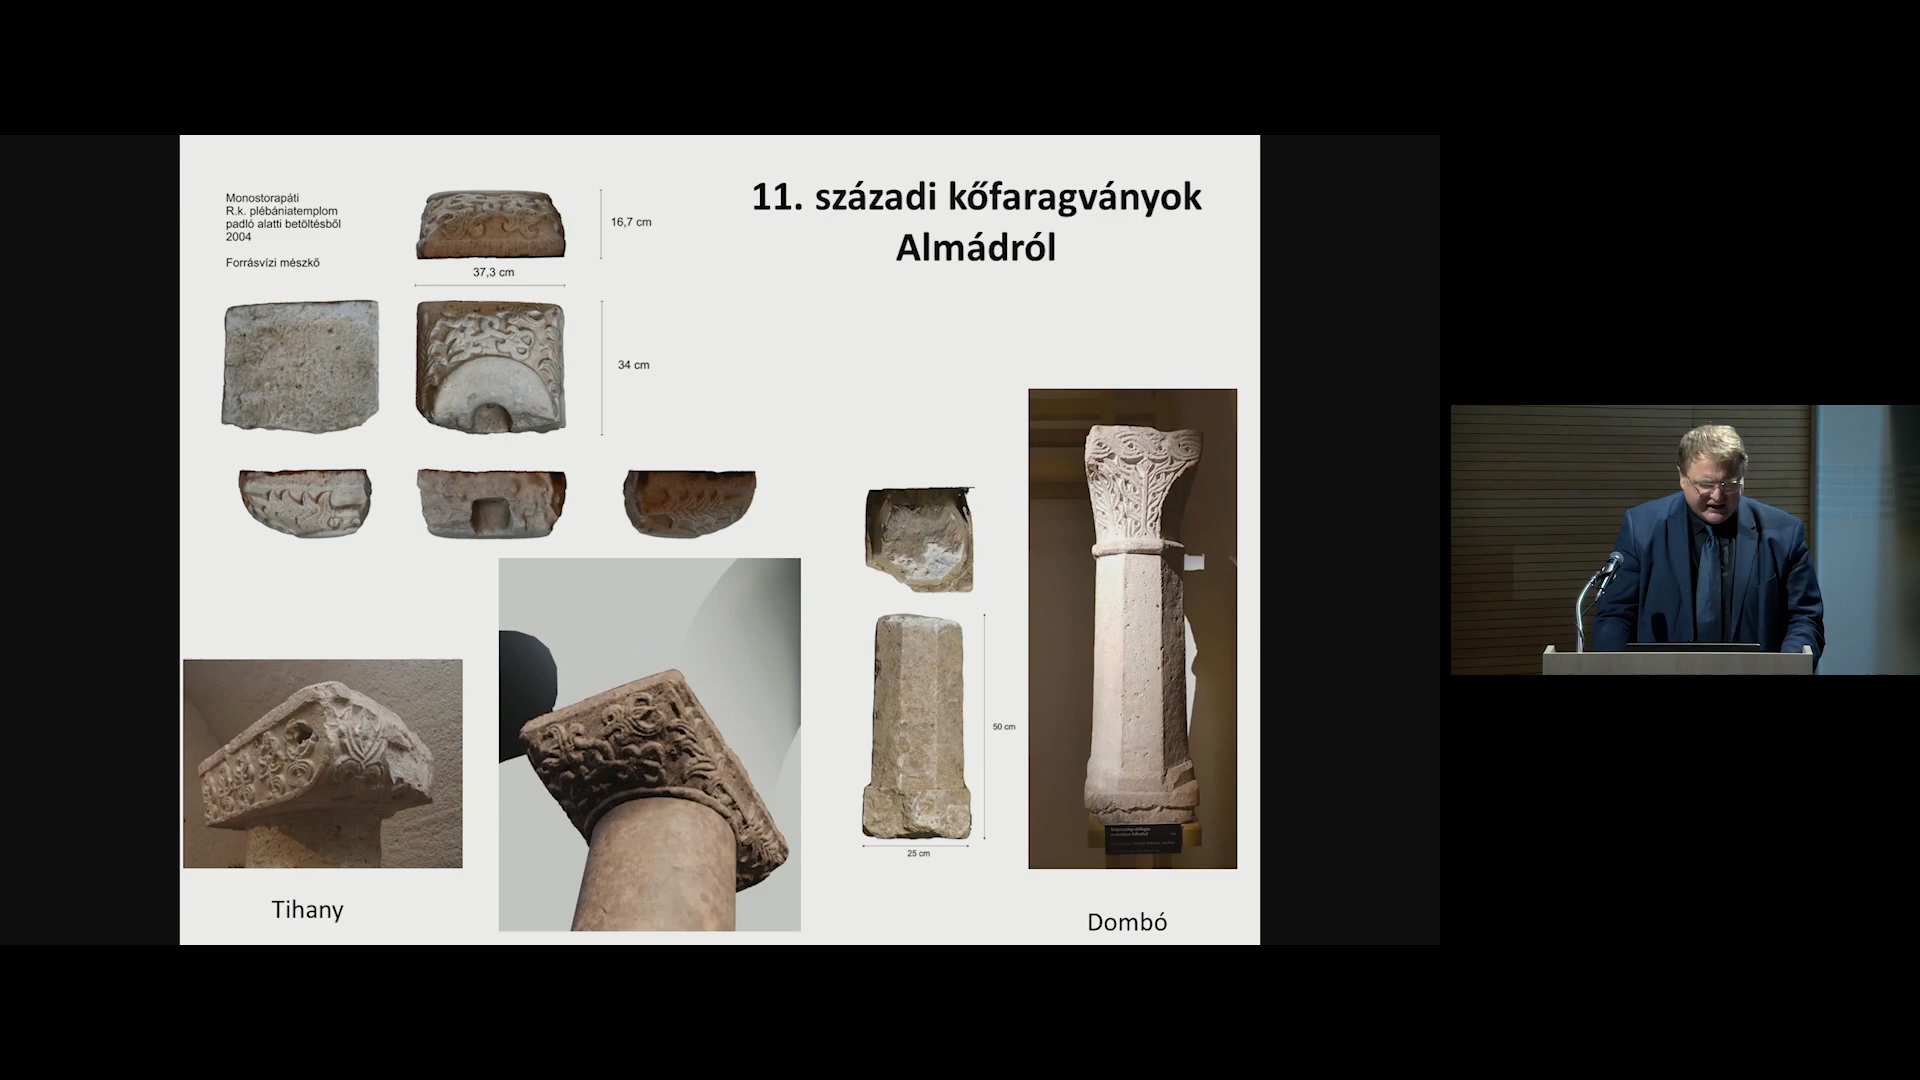 11. századi kőfaragványok
Almádról
Monostorapáti
R.k. plébániatemplom
padló alatti betöltésből
2004
Forrásvízi mészkő
16,7 cm
37,3 cm
34 cm
50 cm
25 cm
Tihany
Dombó